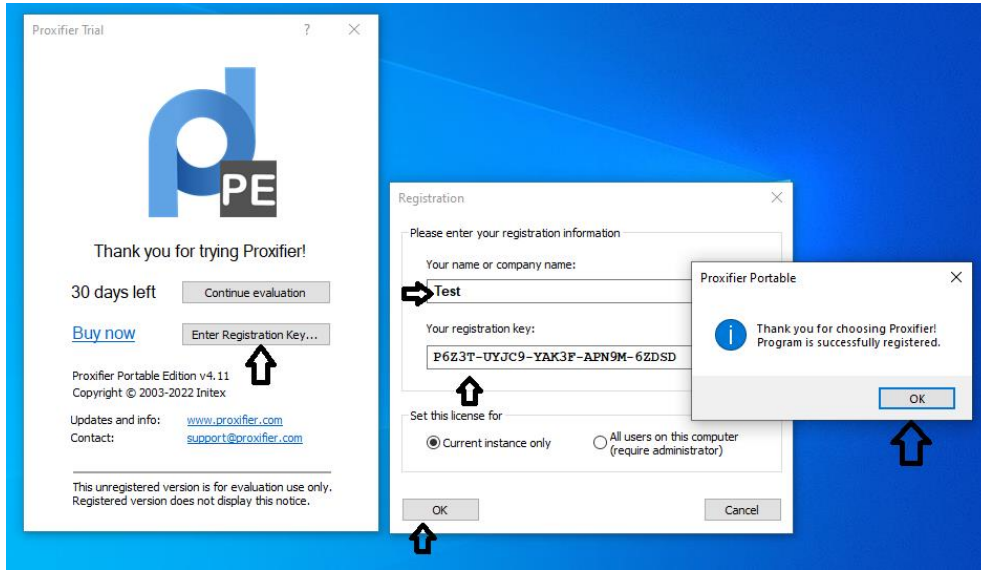 Proxifier Trial
?
PE
Thank you for trying Proxifier!
30 days left
Continue evaluation
Buy now
Enter Registration Key...
Proxifier Portable Edition v4.11
Copyright © 2003-2022 Initex
Updates and info: www.proxifier.com
Contact: support@proxifier.com
This unregistered version is for evaluation use only.
Registered version does not display this notice.
Registration
Please enter your registration information
Your name or company name:
Test
Your registration key:
P6Z3T-UYJC9-YAK3F-APN9M-6ZDSD
Set this license for
Current instance only
All users on this computer
(require administrator)
OK
Cancel
Proxifier Portable
Thank you for choosing Proxifier!
Program is successfully registered.
OK